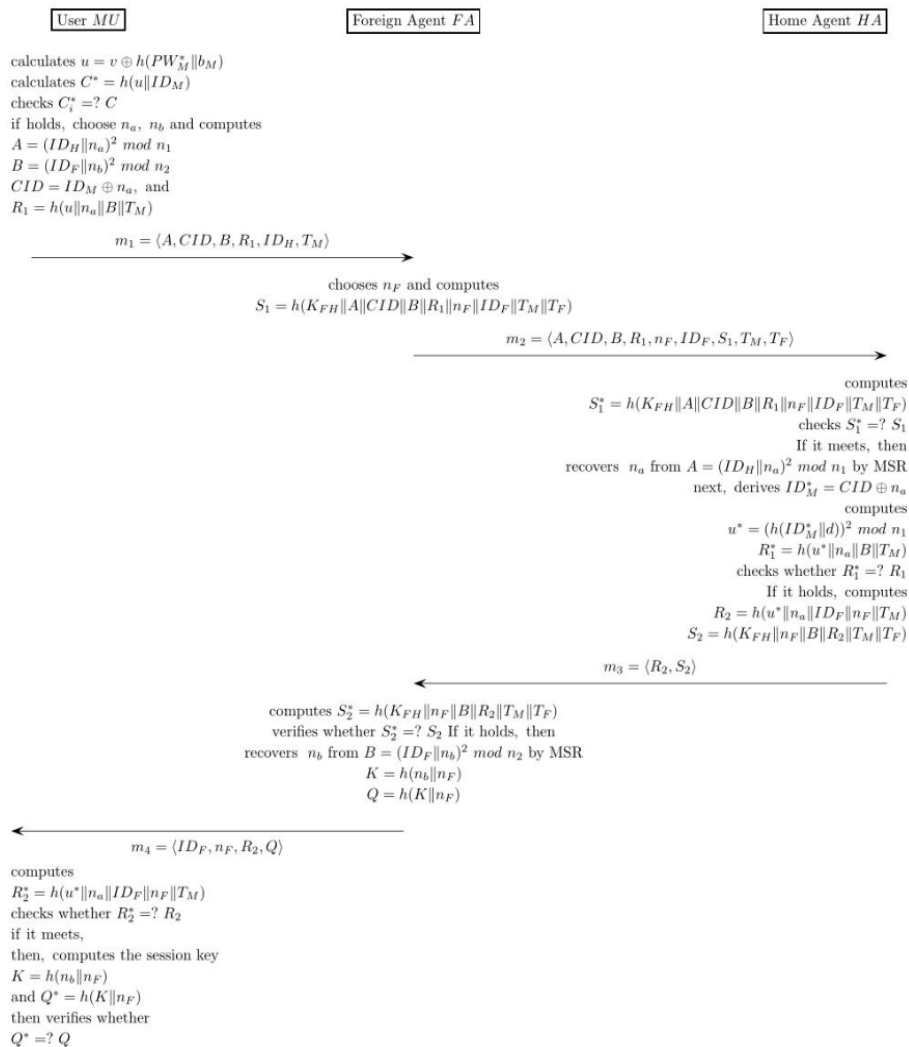 User MU
Foreign Agent FA
Home Agent HA
calculates u = v ⊕ h(PW*_M‖b_M)
calculates C* = h(u‖ID_M)
checks C*_i =? C
if holds, choose n_a, n_b and computes
A = (ID_H‖n_a)² mod n_1
B = (ID_F‖n_b)² mod n_2
CID = ID_M ⊕ n_a, and
R_1 = h(u‖n_a‖B‖T_M)
m_1 = ⟨A, CID, B, R_1, ID_H, T_M⟩
chooses n_F and computes
S_1 = h(K_FH‖A‖CID‖B‖R_1‖n_F‖ID_F‖T_M‖T_F)
m_2 = ⟨A, CID, B, R_1, n_F, ID_F, S_1, T_M, T_F⟩
computes
S*_1 = h(K_FH‖A‖CID‖B‖R_1‖n_F‖ID_F‖T_M‖T_F)
checks S*_1 =? S_1
If it meets, then
recovers n_a from A = (ID_H‖n_a)² mod n_1 by MSR
next, derives ID*_M = CID ⊕ n_a
computes
u* = (h(ID*_M‖d))² mod n_1
R*_1 = h(u*‖n_a‖B‖T_M)
checks whether R*_1 =? R_1
If it holds, computes
R_2 = h(u*‖n_a‖ID_F‖n_F‖T_M)
S_2 = h(K_FH‖n_F‖B‖R_2‖T_M‖T_F)
m_3 = ⟨R_2, S_2⟩
computes S*_2 = h(K_FH‖n_F‖B‖R_2‖T_M‖T_F)
verifies whether S*_2 =? S_2 If it holds, then
recovers n_b from B = (ID_F‖n_b)² mod n_2 by MSR
K = h(n_b‖n_F)
Q = h(K‖n_F)
m_4 = ⟨ID_F, n_F, R_2, Q⟩
computes
R*_2 = h(u*‖n_a‖ID_F‖n_F‖T_M)
checks whether R*_2 =? R_2
if it meets,
then, computes the session key
K = h(n_b‖n_F)
and Q* = h(K‖n_F)
then verifies whether
Q* =? Q